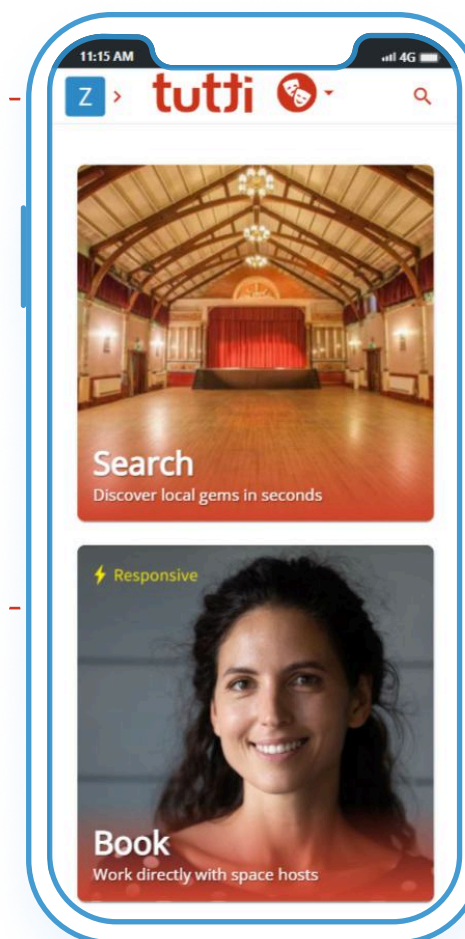 11:15 AM
4G
Z
tutti
Search
Discover local gems in seconds
Responsive
Book
Work directly with space hosts